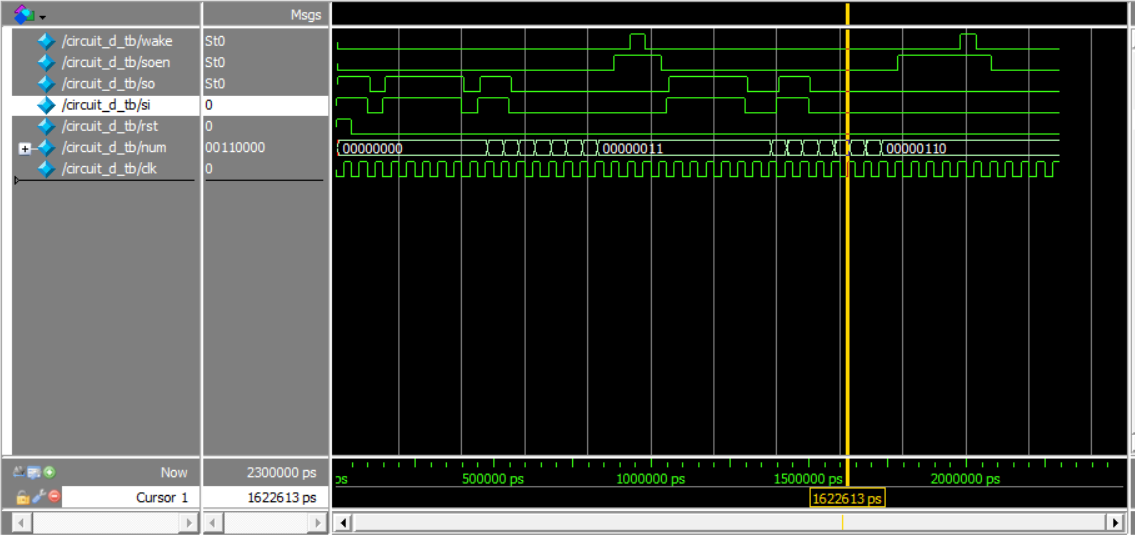 Msgs
/circuit_d_tb/wake St0
/circuit_d_tb/soen St0
/circuit_d_tb/so St0
/circuit_d_tb/si 0
/circuit_d_tb/rst 0
/circuit_d_tb/num 00110000 00000000 00000011 00000110
/circuit_d_tb/clk 0
Now 2300000 ps ps 500000 ps 1000000 ps 1500000 ps 2000000 ps
Cursor 1 1622613 ps 1622613 ps